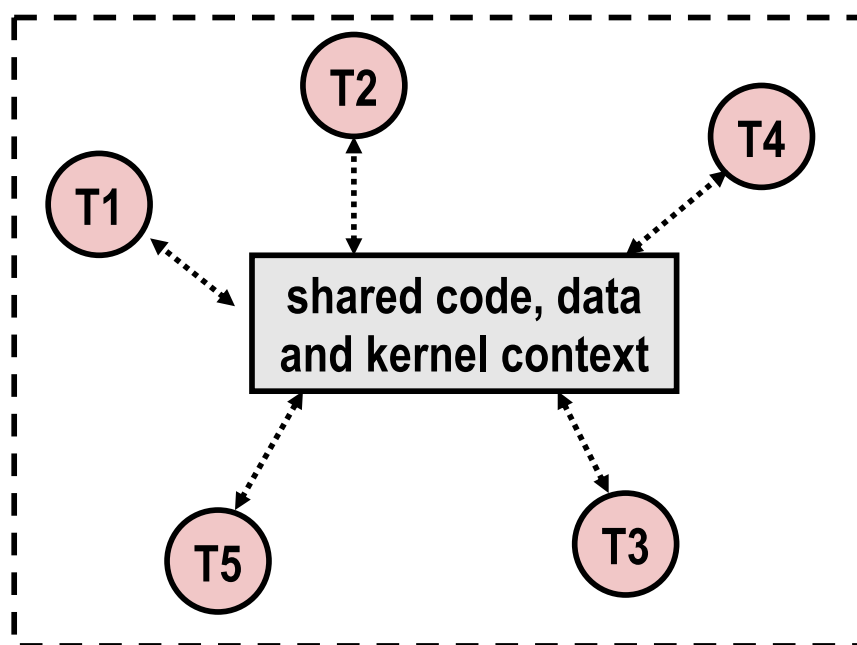 T2
T4
T1
shared code, data
and kernel context
T5
T3